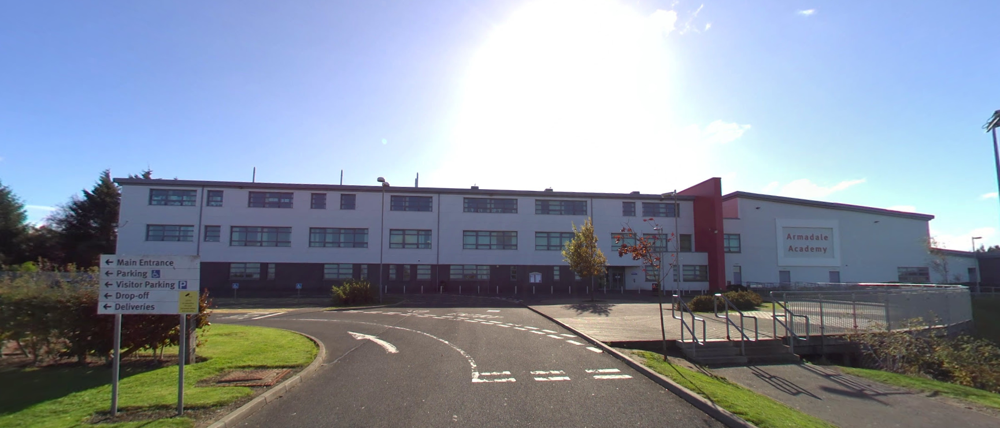 Main Entrance
Parking
Visitor Parking P
Drop-off
Deliveries
Armadale
Academy